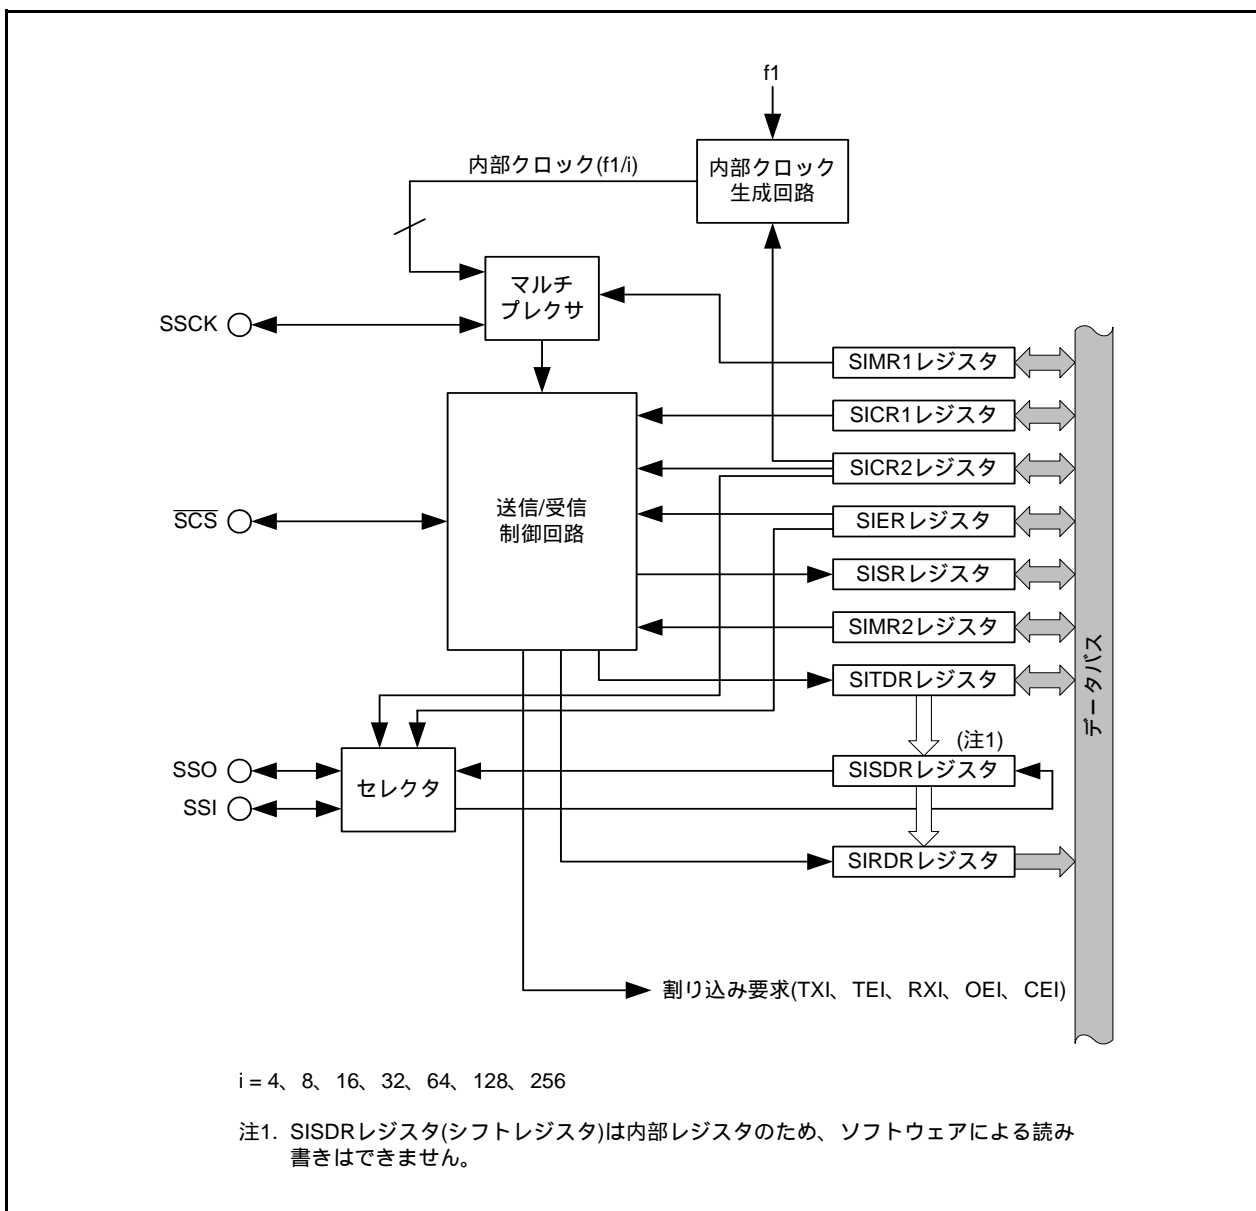 f1
内部クロック(f1/i)
内部クロック
生成回路
マルチ
プレクサ
SSCK
SIMR1レジスタ
SICR1レジスタ
SICR2レジスタ
SCS
送信/受信
制御回路
SIERレジスタ
SISRレジスタ
SIMR2レジスタ
SITDRレジスタ
データバス
(注1)
SSO
SSI
セレクタ
SISDRレジスタ
SIRDRレジスタ
割り込み要求(TXI、TEI、RXI、OEI、CEI)
i = 4、8、16、32、64、128、256
注1. SISDRレジスタ(シフトレジスタ)は内部レジスタのため、ソフトウェアによる読み
書きはできません。